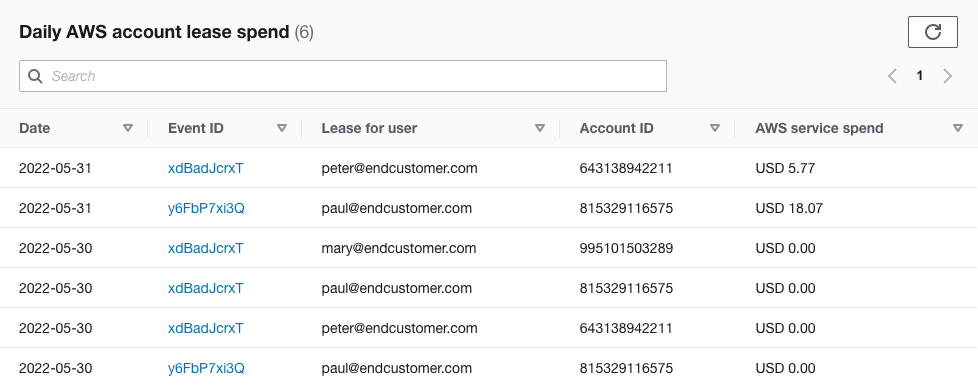 Daily AWS account lease spend (6)
Search
1
Date Event ID Lease for user Account ID AWS service spend
2022-05-31 xdBadJcrxT peter@endcustomer.com 643138942211 USD 5.77
2022-05-31 y6FbP7xi3Q paul@endcustomer.com 815329116575 USD 18.07
2022-05-30 xdBadJcrxT mary@endcustomer.com 995101503289 USD 0.00
2022-05-30 xdBadJcrxT paul@endcustomer.com 815329116575 USD 0.00
2022-05-30 xdBadJcrxT peter@endcustomer.com 643138942211 USD 0.00
2022-05-30 y6FbP7xi3Q paul@endcustomer.com 815329116575 USD 0.00